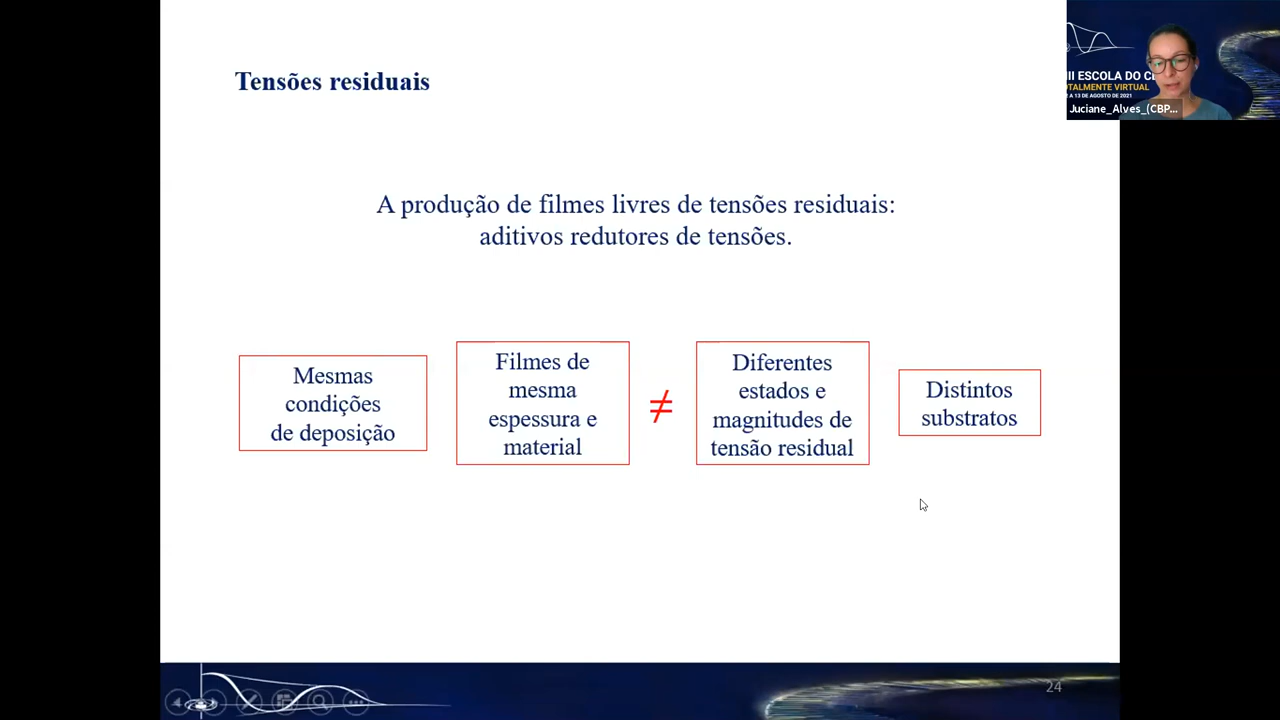 Tensões residuais
A produção de filmes livres de tensões residuais:
aditivos redutores de tensões.
Mesmas
condições
de deposição
Filmes de
mesma
espessura e
material
≠
Diferentes
estados e
magnitudes de
tensão residual
Distintos
substratos
24
III ESCOLA DO C
OTALMENTE VIRTUAL
A 13 DE AGOSTO DE 2021
Juciane_Alves_(CBP...